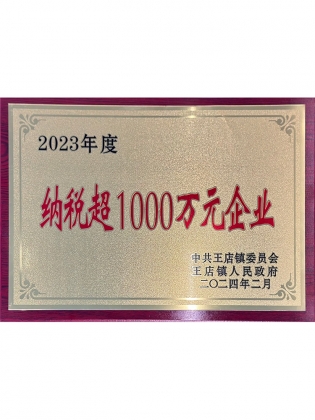 2023年度
纳税超1000万元企业
中共王店镇委员会
王店镇人民政府
二〇二四年二月